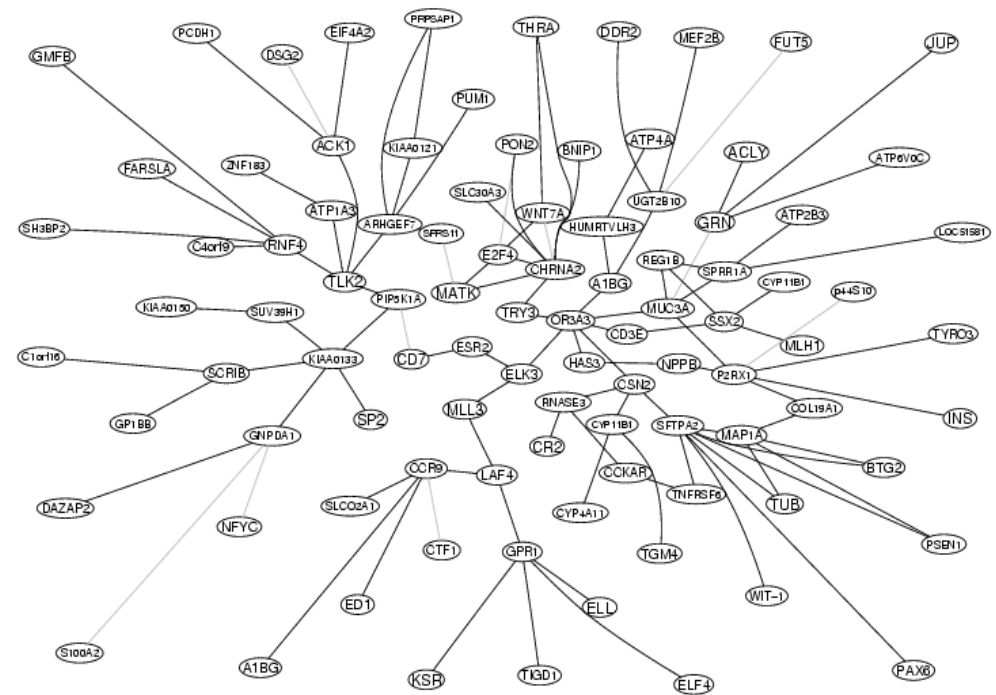 PRPSAP1
PCDH1
EIF4A2
THRA
DDR2
MEF2B
FUT5
JUP
GMFB
DSG2
PUM1
ACK1
KIAA0121
PON2
BNIP1
ATP4A
ACLY
ATP6V0C
FARSLA
ZNF183
SLC30A3
UGT2B10
ATP1A3
ARHGEF7
WNT7A
HUMRTVLH3
GRN
ATP2B3
SH3BP2
C4orf9
RNF4
SFRS11
E2F4
CHRNA2
REG1B
SPRR1A
LOC51581
TLK2
MATK
A1BG
CYP11B1
p44S10
KIAA0150
SUV39H1
PIP5K1A
TRY3
OR3A3
MUC3A
SSX2
CD3E
MLH1
TYRO3
C1orf16
SCRIB
KIAA0133
CD7
ESR2
ELK3
HAS3
NPPB
P2RX1
CSN2
GP1BB
SP2
MLL3
RNASE3
COL19A1
INS
GNPDA1
CR2
CYP11B1
SFTPA2
MAP1A
CCR9
LAF4
CCKAR
BTG2
DAZAP2
NFYC
SLCO2A1
CYP4A11
TNFRSF6
TUB
CTF1
GPR1
TGM4
PSEN1
ED1
ELL
WIT-1
S100A2
A1BG
KSR
TIGD1
ELF4
PAX6